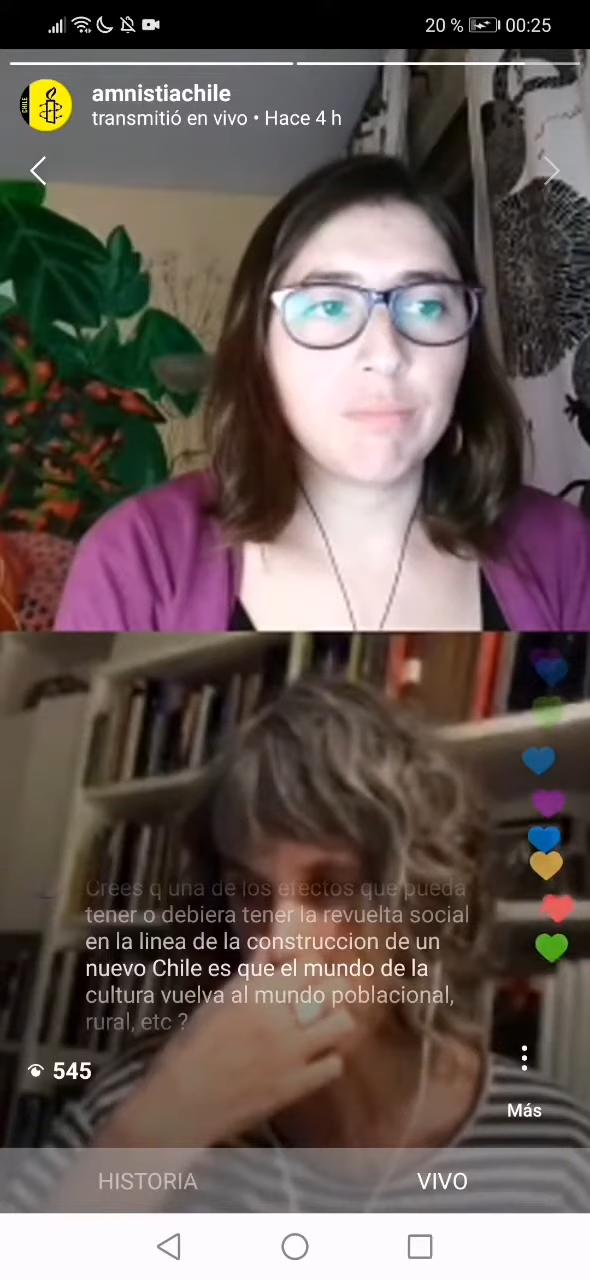 20 % 00:25
CHILE
amnistiachile
transmitió en vivo • Hace 4 h
Crees q una de los efectos que pueda
tener o debiera tener la revuelta social
en la linea de la construccion de un
nuevo Chile es que el mundo de la
cultura vuelva al mundo poblacional,
rural, etc ?
545
Más
HISTORIA
VIVO